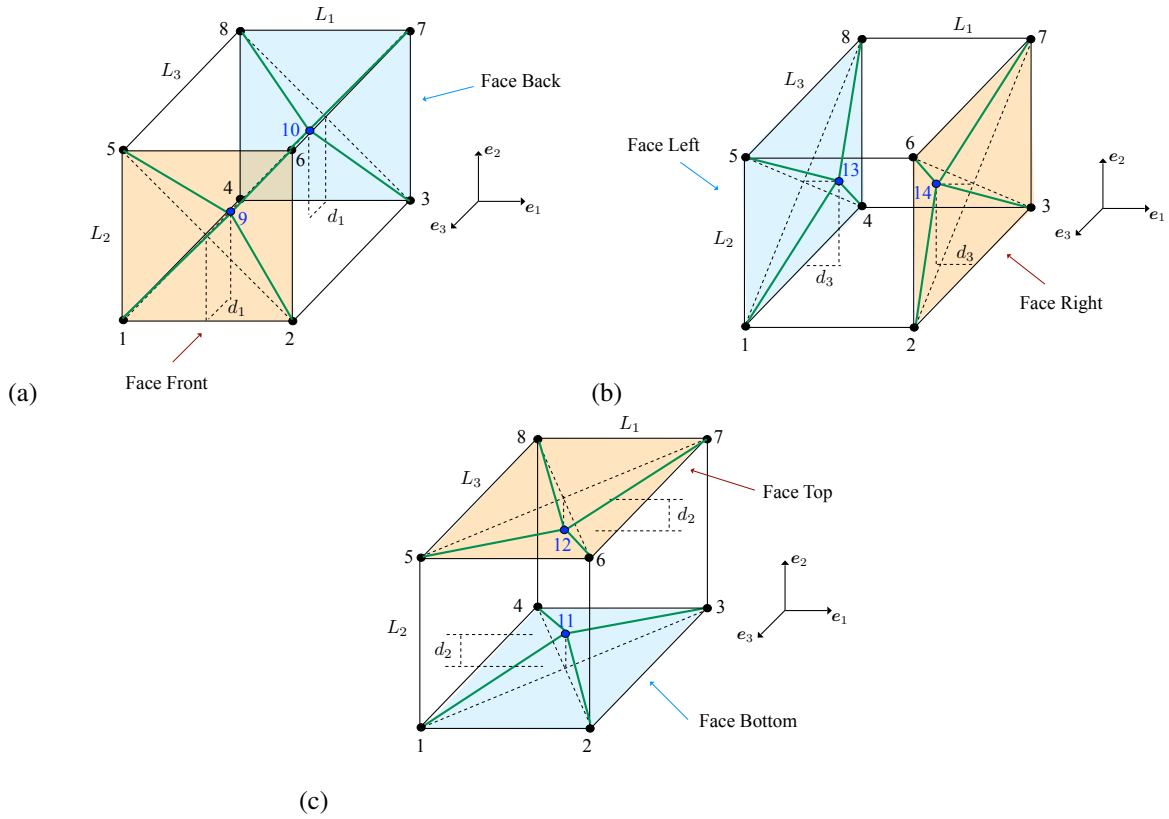 8
L₁
7
L₃
Face Back
10
5
6
4
3
e₂
e₁
e₃
d₁
9
L₂
d₁
1
2
Face Front
(a)
8
L₁
7
L₃
Face Left
5
6
13
14
4
3
e₂
e₁
e₃
L₂
d₃
d₃
Face Right
1
2
(b)
8
L₁
7
L₃
Face Top
d₂
12
5
6
4
3
11
e₂
e₁
e₃
L₂
d₂
Face Bottom
1
2
(c)